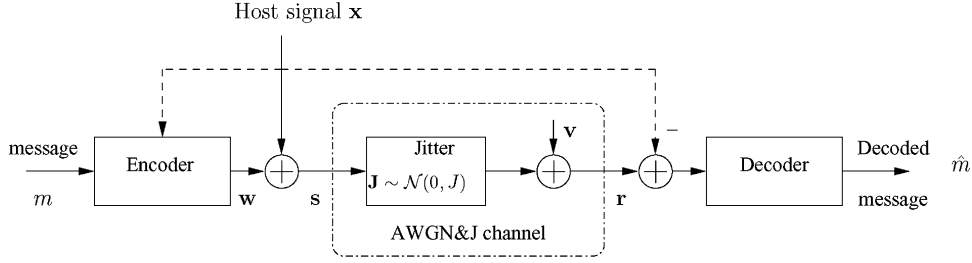 Host signal x
message
m
Encoder
w
s
Jitter
J ∼ 𝒩(0, J)
v
AWGN&J channel
r
−
Decoder
Decoded
message
m̂